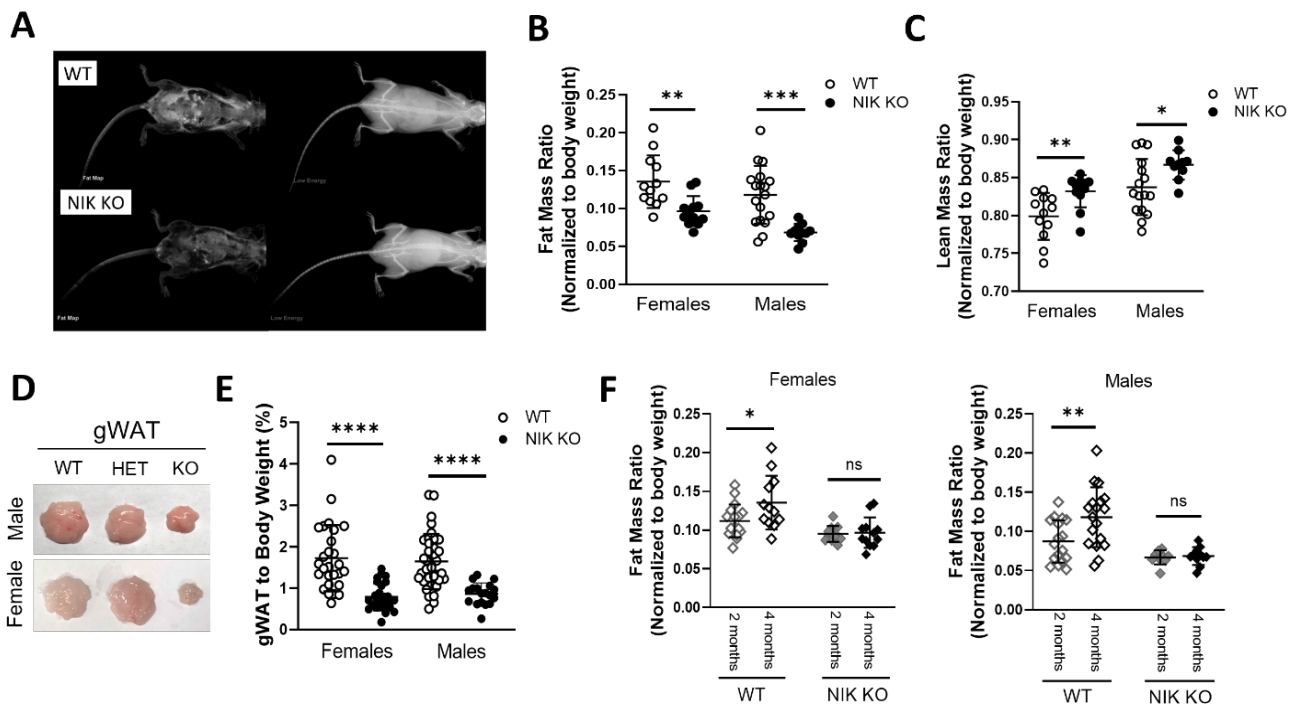 A
WT
Fat Map
Low Energy
NIK KO
Fat Map
Low Energy
B
Fat Mass Ratio
(Normalized to body weight)
0.25
0.20
0.15
0.10
0.05
0.00
**
***
WT
NIK KO
Females
Males
C
Lean Mass Ratio
(Normalized to body weight)
0.95
0.90
0.85
0.80
0.75
0.70
**
*
WT
NIK KO
Females
Males
D
gWAT
WT HET KO
Male
Female
E
gWAT to Body Weight (%)
5
4
3
2
1
0
****
****
WT
NIK KO
Females
Males
F
Females
Fat Mass Ratio
(Normalized to body weight)
0.25
0.20
0.15
0.10
0.05
0.00
*
ns
2 months
4 months
2 months
4 months
WT
NIK KO
Males
Fat Mass Ratio
(Normalized to body weight)
0.25
0.20
0.15
0.10
0.05
0.00
**
ns
2 months
4 months
2 months
4 months
WT
NIK KO